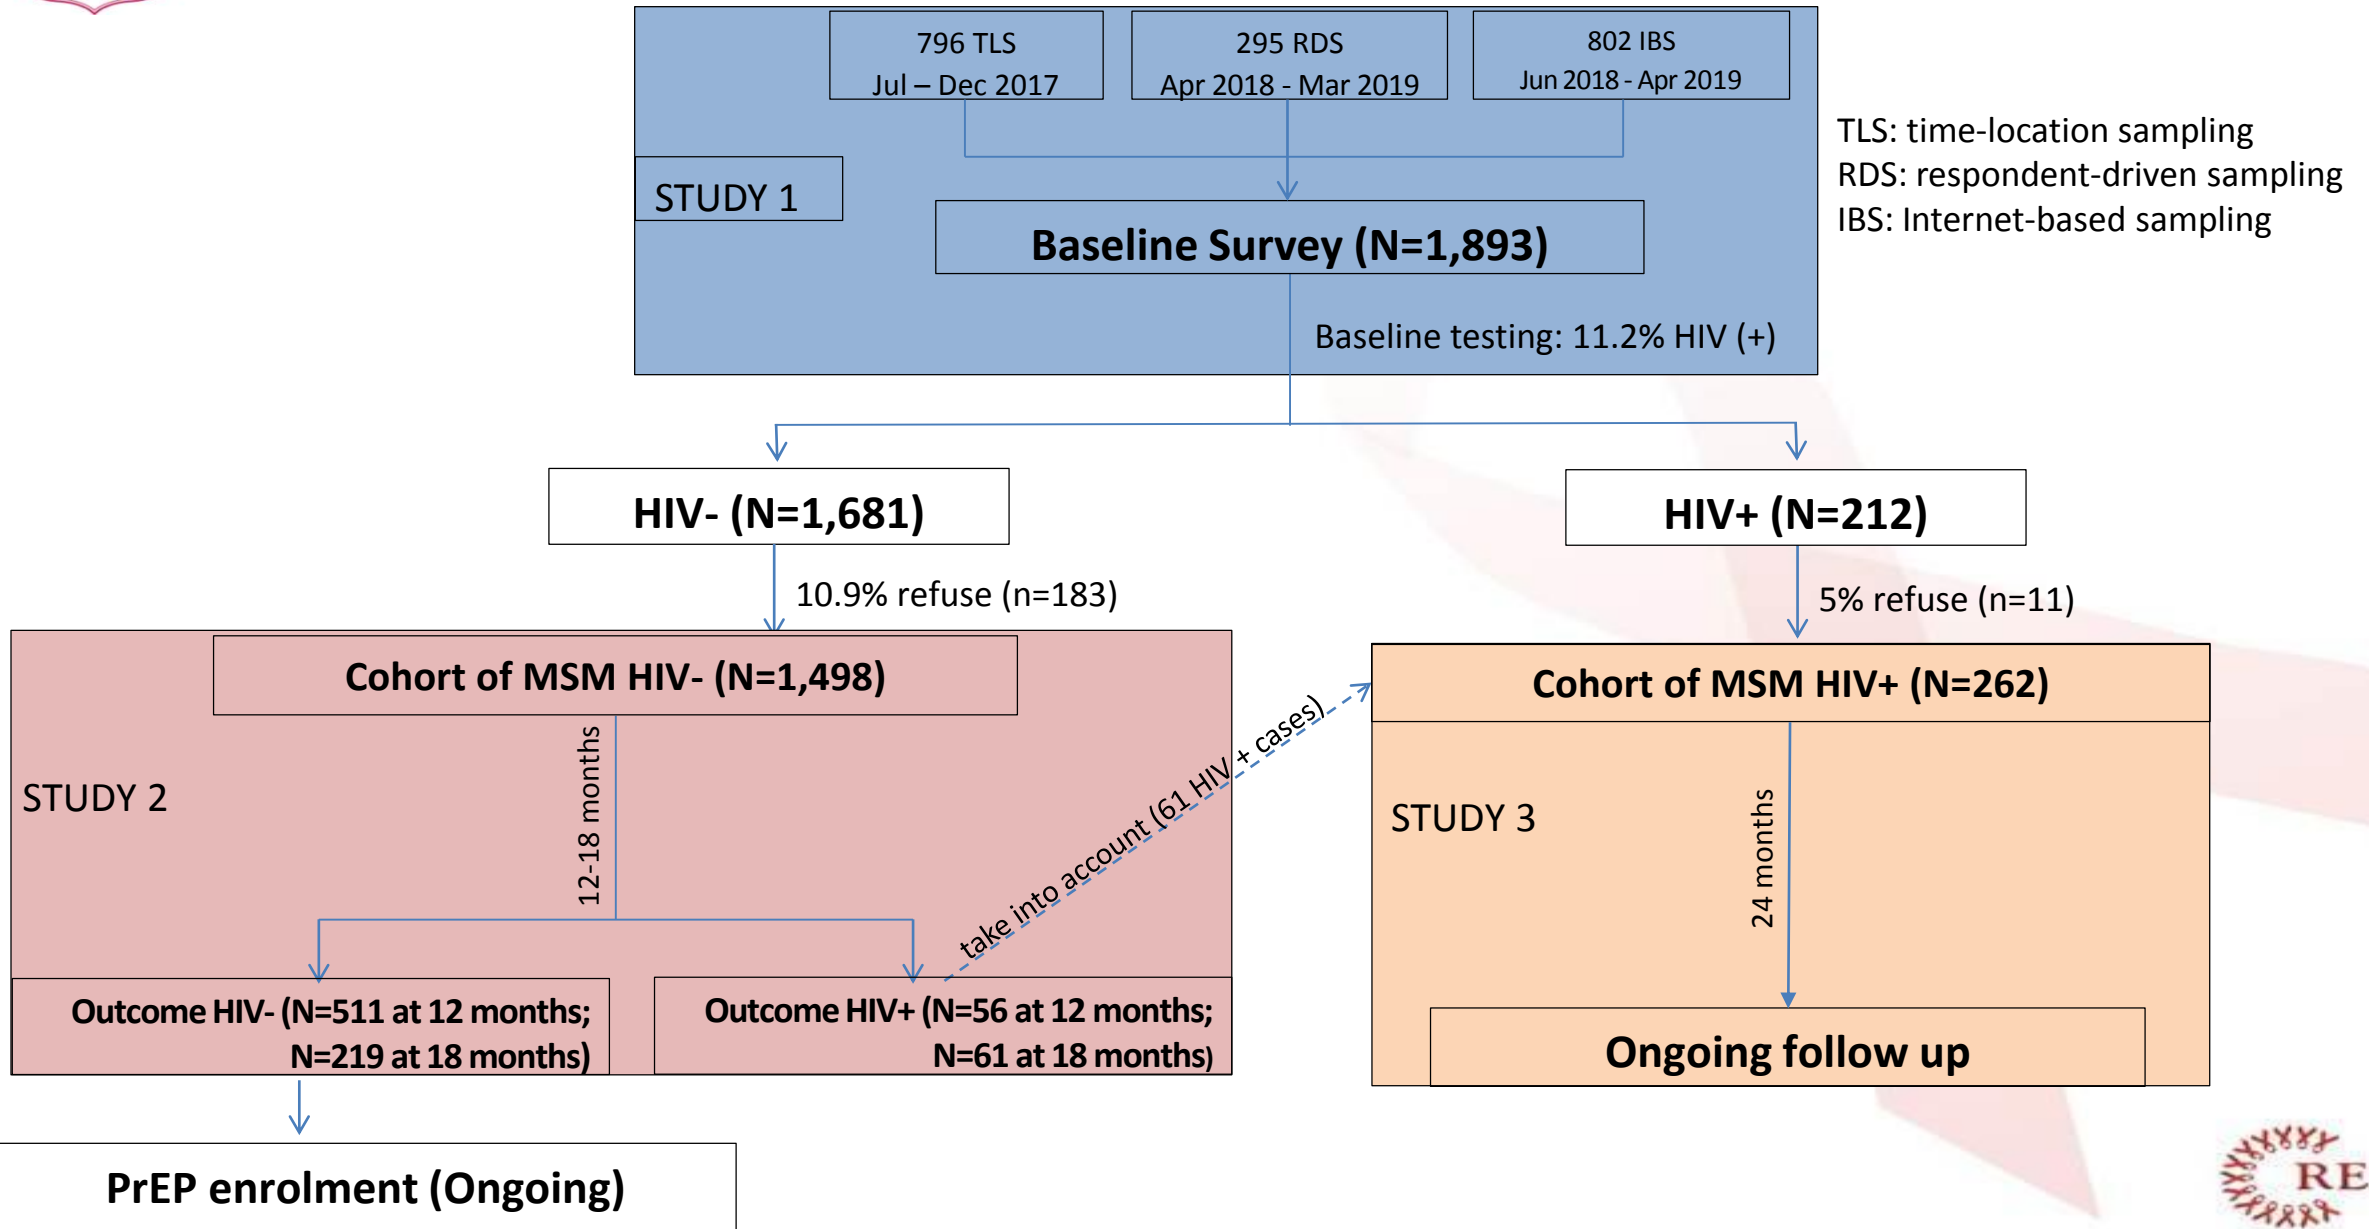 796 TLS
Jul – Dec 2017
295 RDS
Apr 2018 - Mar 2019
802 IBS
Jun 2018 - Apr 2019
TLS: time-location sampling
RDS: respondent-driven sampling
IBS: Internet-based sampling
STUDY 1
Baseline Survey (N=1,893)
Baseline testing: 11.2% HIV (+)
HIV- (N=1,681)
HIV+ (N=212)
10.9% refuse (n=183)
5% refuse (n=11)
Cohort of MSM HIV- (N=1,498)
Cohort of MSM HIV+ (N=262)
STUDY 2
12-18 months
take into account (61 HIV + cases)
STUDY 3
24 months
Outcome HIV- (N=511 at 12 months;
N=219 at 18 months)
Outcome HIV+ (N=56 at 12 months;
N=61 at 18 months)
Ongoing follow up
PrEP enrolment (Ongoing)
RE